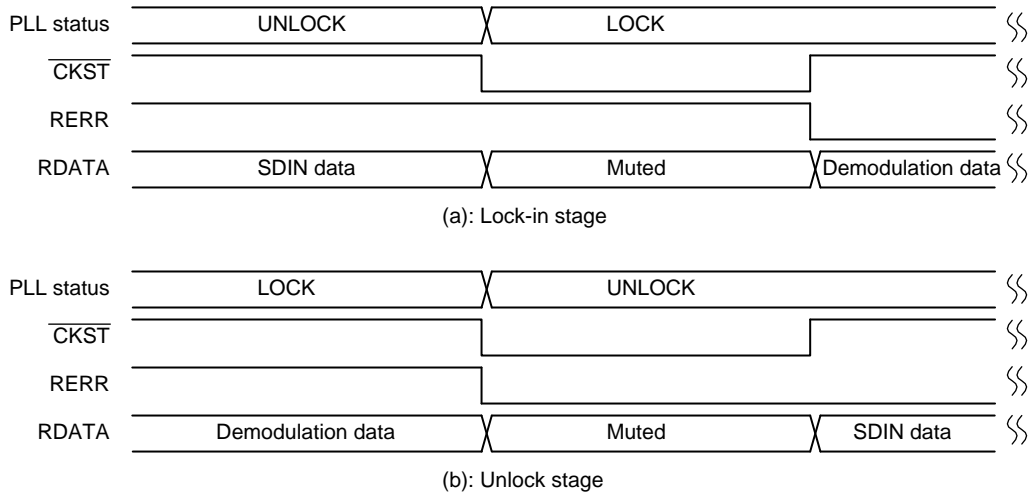 PLL status UNLOCK LOCK
CKST
RERR
RDATA SDIN data Muted Demodulation data
(a): Lock-in stage
PLL status LOCK UNLOCK
CKST
RERR
RDATA Demodulation data Muted SDIN data
(b): Unlock stage